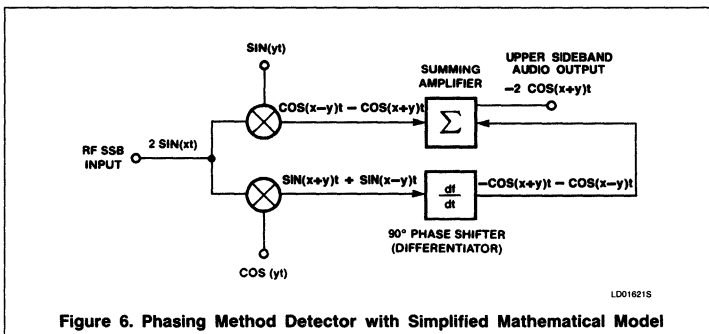 SIN(yt)
SUMMING
AMPLIFIER
UPPER SIDEBAND
AUDIO OUTPUT
−2 COS(x+y)t
COS(x−y)t − COS(x+y)t
Σ
RF SSB
INPUT
2 SIN(xt)
SIN(x+y)t + SIN(x−y)t
df
dt
−COS(x+y)t − COS(x−y)t
90° PHASE SHIFTER
(DIFFERENTIATOR)
COS (yt)
LD01621S
Figure 6. Phasing Method Detector with Simplified Mathematical Model